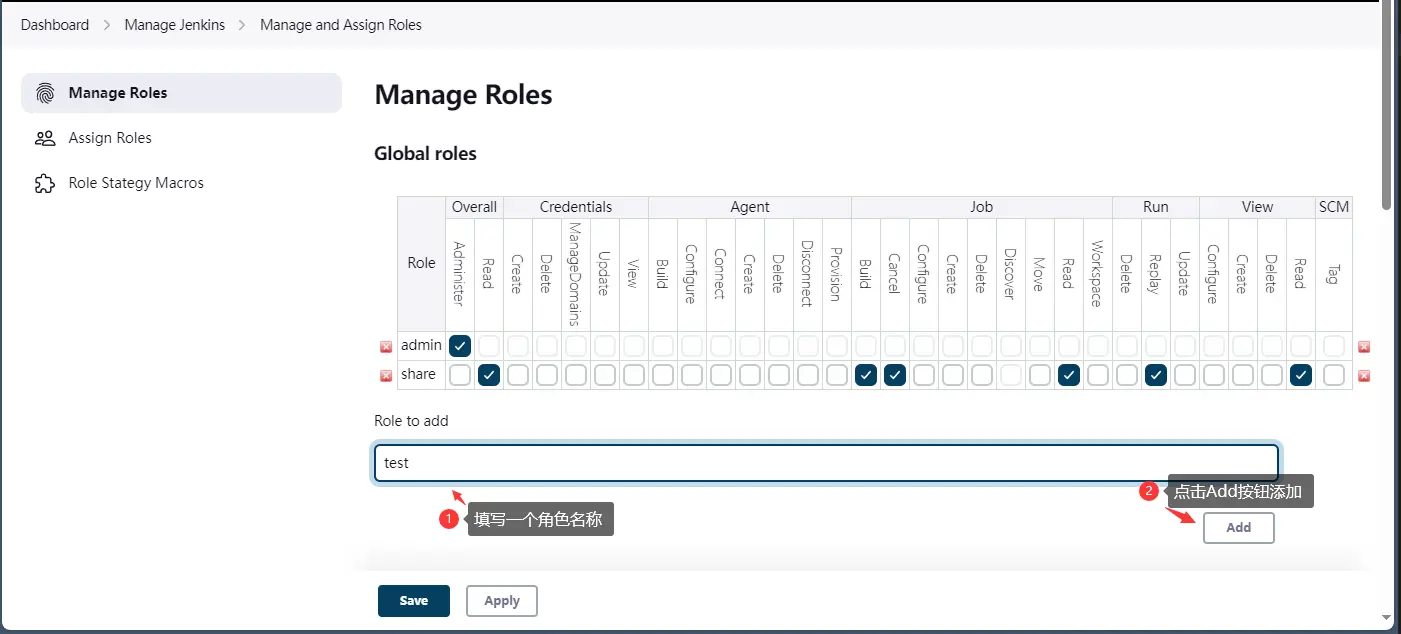 Dashboard > Manage Jenkins > Manage and Assign Roles
Manage Roles
Assign Roles
Role Stategy Macros
Manage Roles
Global roles
Role Overall Credentials Agent Job Run View SCM
Administer Read Create Delete ManageDomains Update View Build Configure Connect Create Delete Disconnect Provision Build Cancel Configure Create Delete Discover Move Read Workspace Delete Replay Update Configure Create Delete Read Tag
admin
share
Role to add
test
1 填写一个角色名称
2 点击Add按钮添加
Add
Save Apply